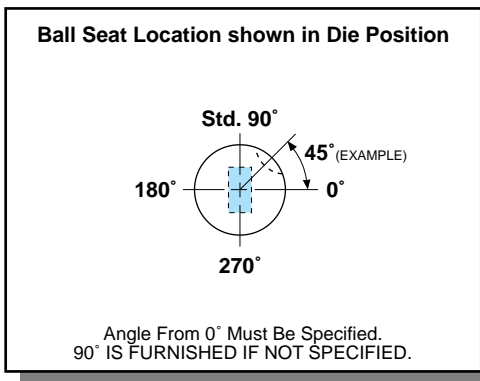 Ball Seat Location shown in Die Position
Std. 90˚
45˚(EXAMPLE)
180˚
0˚
270˚
Angle From 0˚ Must Be Specified.
90˚ IS FURNISHED IF NOT SPECIFIED.